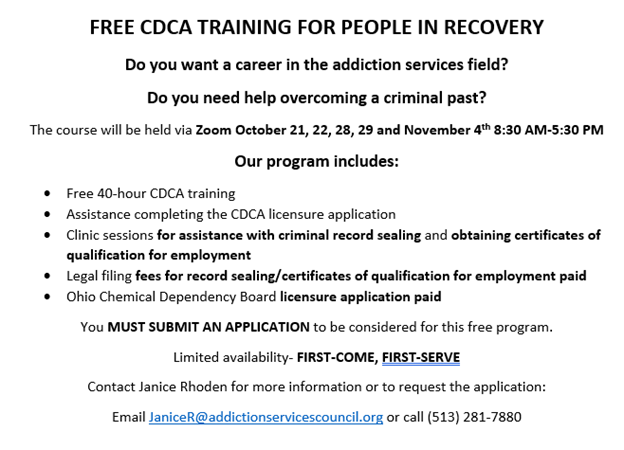 FREE CDCA TRAINING FOR PEOPLE IN RECOVERY
Do you want a career in the addiction services field?
Do you need help overcoming a criminal past?
The course will be held via Zoom October 21, 22, 28, 29 and November 4th 8:30 AM-5:30 PM
Our program includes:
• Free 40-hour CDCA training
• Assistance completing the CDCA licensure application
• Clinic sessions for assistance with criminal record sealing and obtaining certificates of
qualification for employment
• Legal filing fees for record sealing/certificates of qualification for employment paid
• Ohio Chemical Dependency Board licensure application paid
You MUST SUBMIT AN APPLICATION to be considered for this free program.
Limited availability- FIRST-COME, FIRST-SERVE
Contact Janice Rhoden for more information or to request the application:
Email JaniceR@addictionservicescouncil.org or call (513) 281-7880